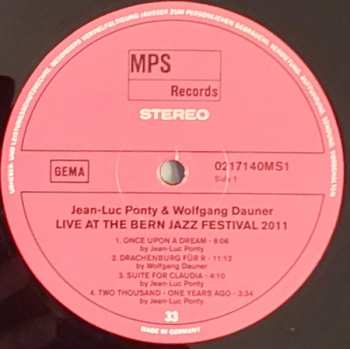 MPS
Records
STEREO
GEMA
0217140MS1
Side 1
Jean-Luc Ponty & Wolfgang Dauner
LIVE AT THE BERN JAZZ FESTIVAL 2011
1. ONCE UPON A DREAM - 8:06
by Jean-Luc Ponty
2. DRACHENBURG FÜR R - 11:12
by Wolfgang Dauner
3. SUITE FOR CLAUDIA - 4:10
by Jean-Luc Ponty
4. TWO THOUSAND - ONE YEARS AGO - 3:34
by Jean-Luc Ponty
33
MADE IN GERMANY